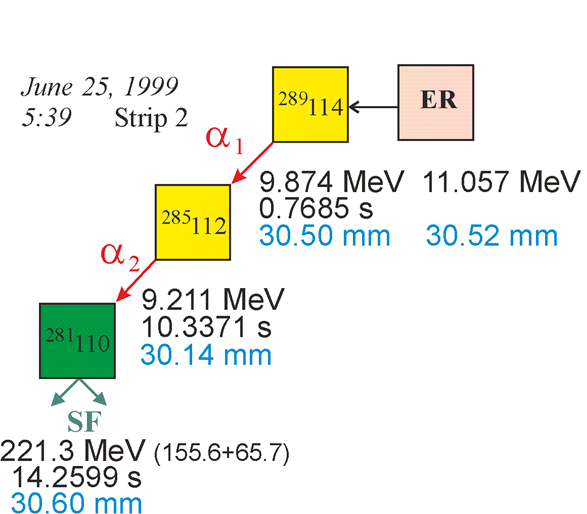 June 25, 1999
5:39 Strip 2
²⁸⁹114
ER
α₁
9.874 MeV 11.057 MeV
0.7685 s
30.50 mm 30.52 mm
²⁸⁵112
α₂
9.211 MeV
10.3371 s
30.14 mm
²⁸¹110
SF
221.3 MeV (155.6+65.7)
14.2599 s
30.60 mm